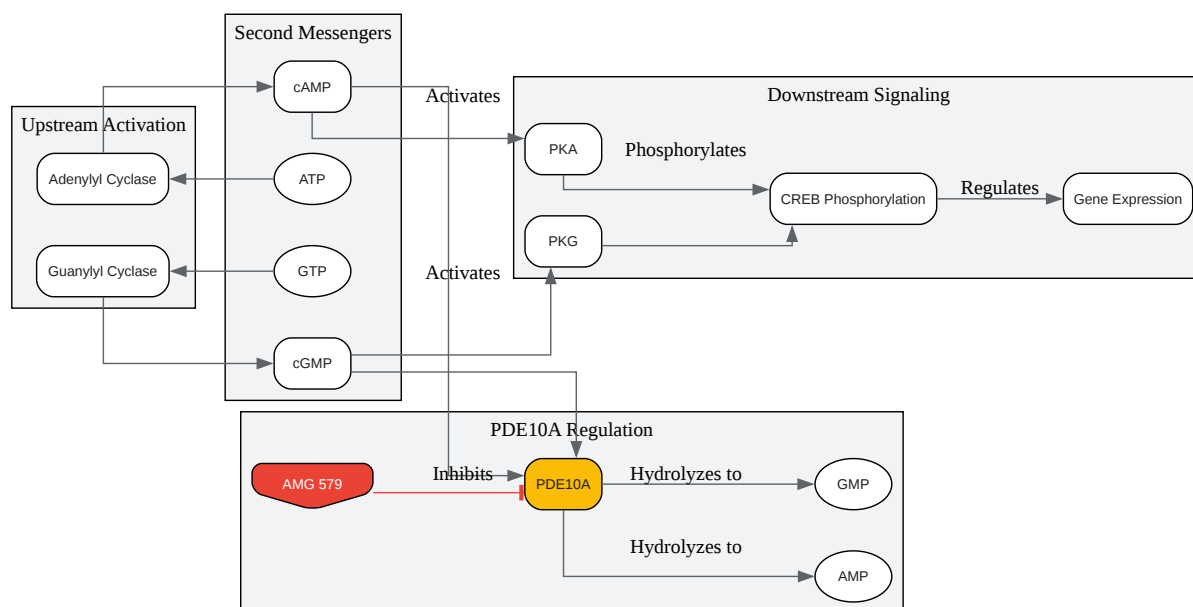 Second Messengers
cAMP
Activates
Downstream Signaling
Upstream Activation
PKA
Phosphorylates
Adenylyl Cyclase
ATP
CREB Phosphorylation
Regulates
Gene Expression
PKG
Guanylyl Cyclase
GTP
Activates
cGMP
PDE10A Regulation
AMG 579
Inhibits
PDE10A
Hydrolyzes to
GMP
Hydrolyzes to
AMP